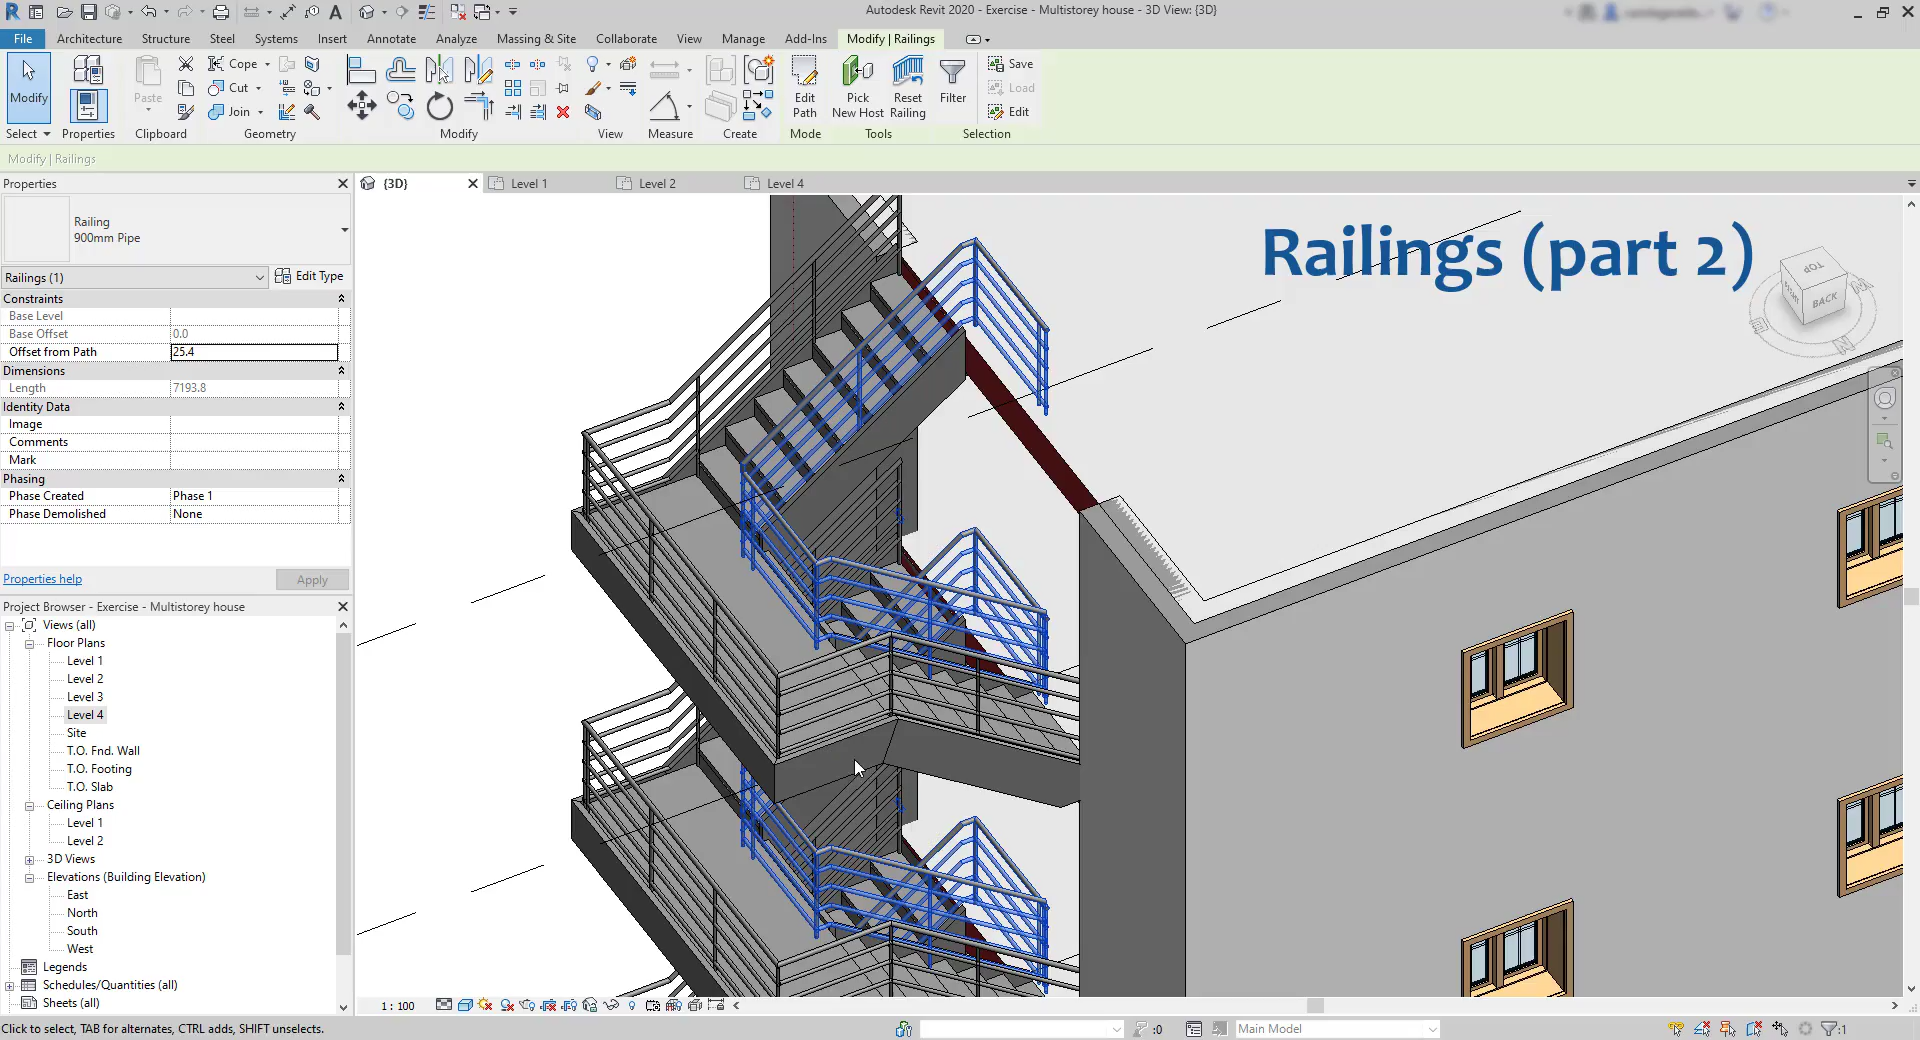 Autodesk Revit 2020 - Exercise - Multistorey house - 3D View: {3D}
File Architecture Structure Steel Systems Insert Annotate Analyze Massing & Site Collaborate View Manage Add-Ins Modify | Railings
Modify
Paste
Cope
Cut
Join
Edit Path
Pick New Host
Reset Railing
Filter
Save
Load
Edit
Select Properties Clipboard Geometry Modify View Measure Create Mode Tools Selection
Modify | Railings
Properties
{3D} Level 1 Level 2 Level 4
Railing
900mm Pipe
Railings (1) Edit Type
Constraints
Base Level
Base Offset 0.0
Offset from Path 25.4
Dimensions
Length 7193.8
Identity Data
Image
Comments
Mark
Phasing
Phase Created Phase 1
Phase Demolished None
Properties help Apply
Railings (part 2)
TOP
BACK
Project Browser - Exercise - Multistorey house
Views (all)
Floor Plans
Level 1
Level 2
Level 3
Level 4
Site
T.O. Fnd. Wall
T.O. Footing
T.O. Slab
Ceiling Plans
Level 1
Level 2
3D Views
Elevations (Building Elevation)
East
North
South
West
Legends
Schedules/Quantities (all)
Sheets (all)
1 : 100
Click to select, TAB for alternates, CTRL adds, SHIFT unselects.
:0
Main Model
:1